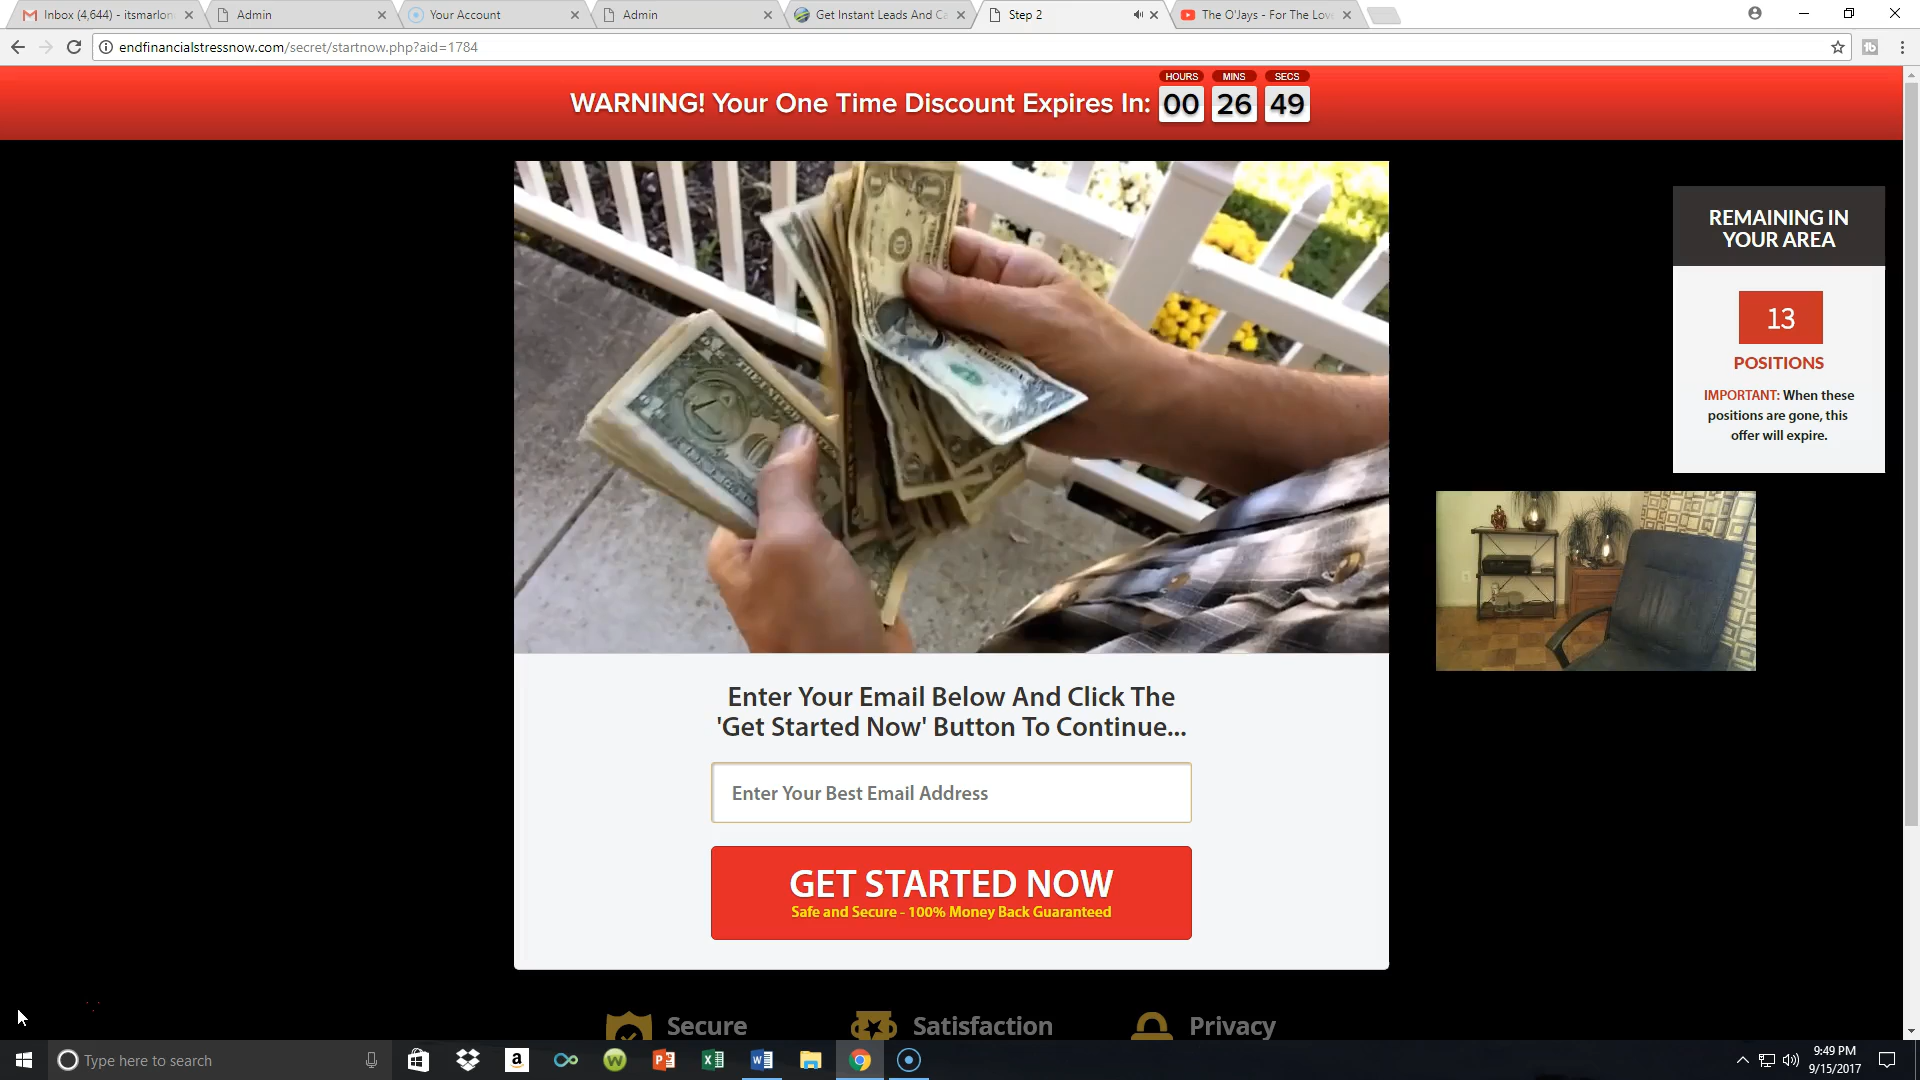 Inbox (4,644) - itsmarlon
Admin
Your Account
Admin
Get Instant Leads And Ca
Step 2
The O'Jays - For The Lov
endfinancialstressnow.com/secret/startnow.php?aid=1784
WARNING! Your One Time Discount Expires In:
HOURS MINS SECS
00 26 49
REMAINING IN
YOUR AREA
13
POSITIONS
IMPORTANT: When these
positions are gone, this
offer will expire.
Enter Your Email Below And Click The
'Get Started Now' Button To Continue...
Enter Your Best Email Address
GET STARTED NOW
Safe and Secure - 100% Money Back Guaranteed
Secure
Satisfaction
Privacy
Type here to search
9:49 PM
9/15/2017